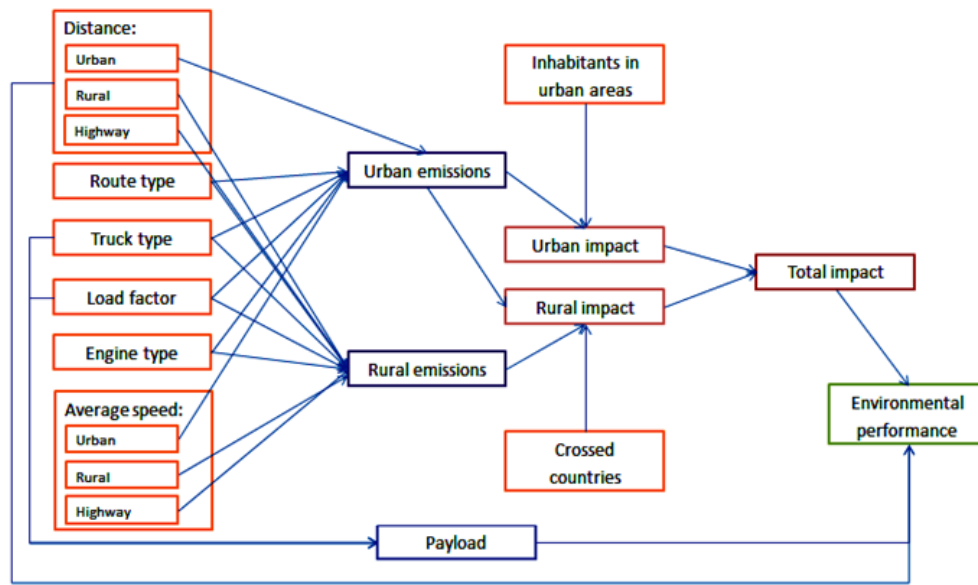 Distance:
Urban
Rural
Highway
Route type
Truck type
Load factor
Engine type
Average speed:
Urban
Rural
Highway
Urban emissions
Rural emissions
Payload
Inhabitants in
urban areas
Urban impact
Rural impact
Crossed
countries
Total impact
Environmental
performance